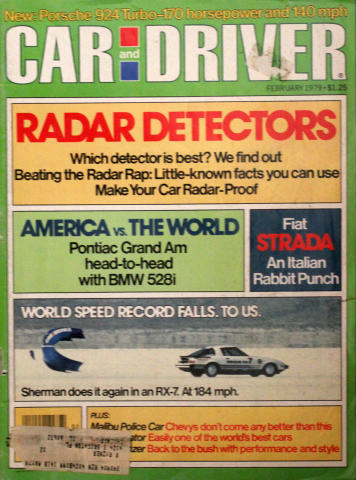 New: Porsche 924 Turbo–170 horsepower and 140 mph
CAR and DRIVER
FEBRUARY 1979 • $1.25
RADAR DETECTORS
Which detector is best? We find out
Beating the Radar Rap: Little-known facts you can use
Make Your Car Radar-Proof
AMERICA vs. THE WORLD
Pontiac Grand Am
head-to-head
with BMW 528i
Fiat
STRADA
An Italian
Rabbit Punch
WORLD SPEED RECORD FALLS. TO US.
Sherman does it again in an RX-7. At 184 mph.
PLUS:
Malibu Police Car Chevys don't come any better than this
ator Easily one of the world's best cars
zer Back to the bush with performance and style